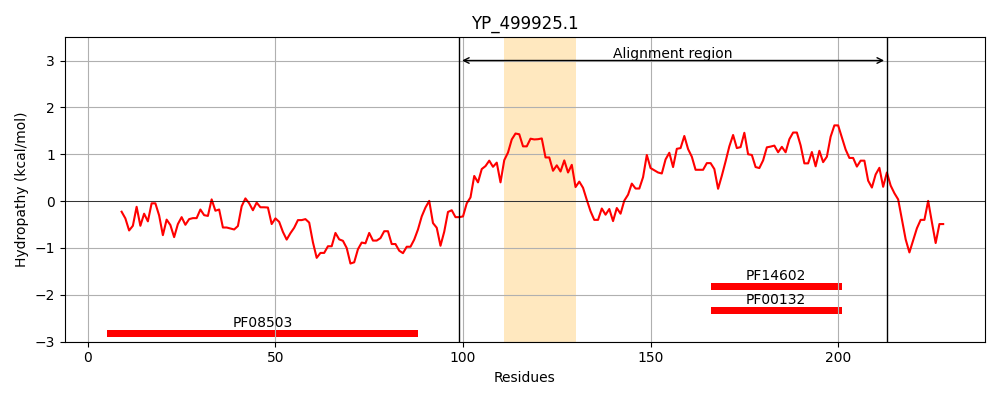 YP_499925.1
Hydropathy (kcal/mol)
3
2
1
0
−1
−2
−3
Alignment region
PF14602
PF00132
PF08503
0
50
100
150
200
Residues